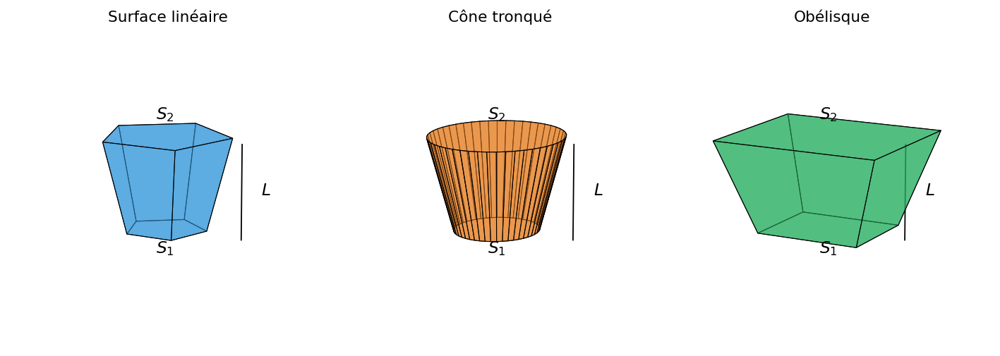 Surface linéaire
Cône tronqué
Obélisque
S₂
S₂
S₂
L
L
L
S₁
S₁
S₁